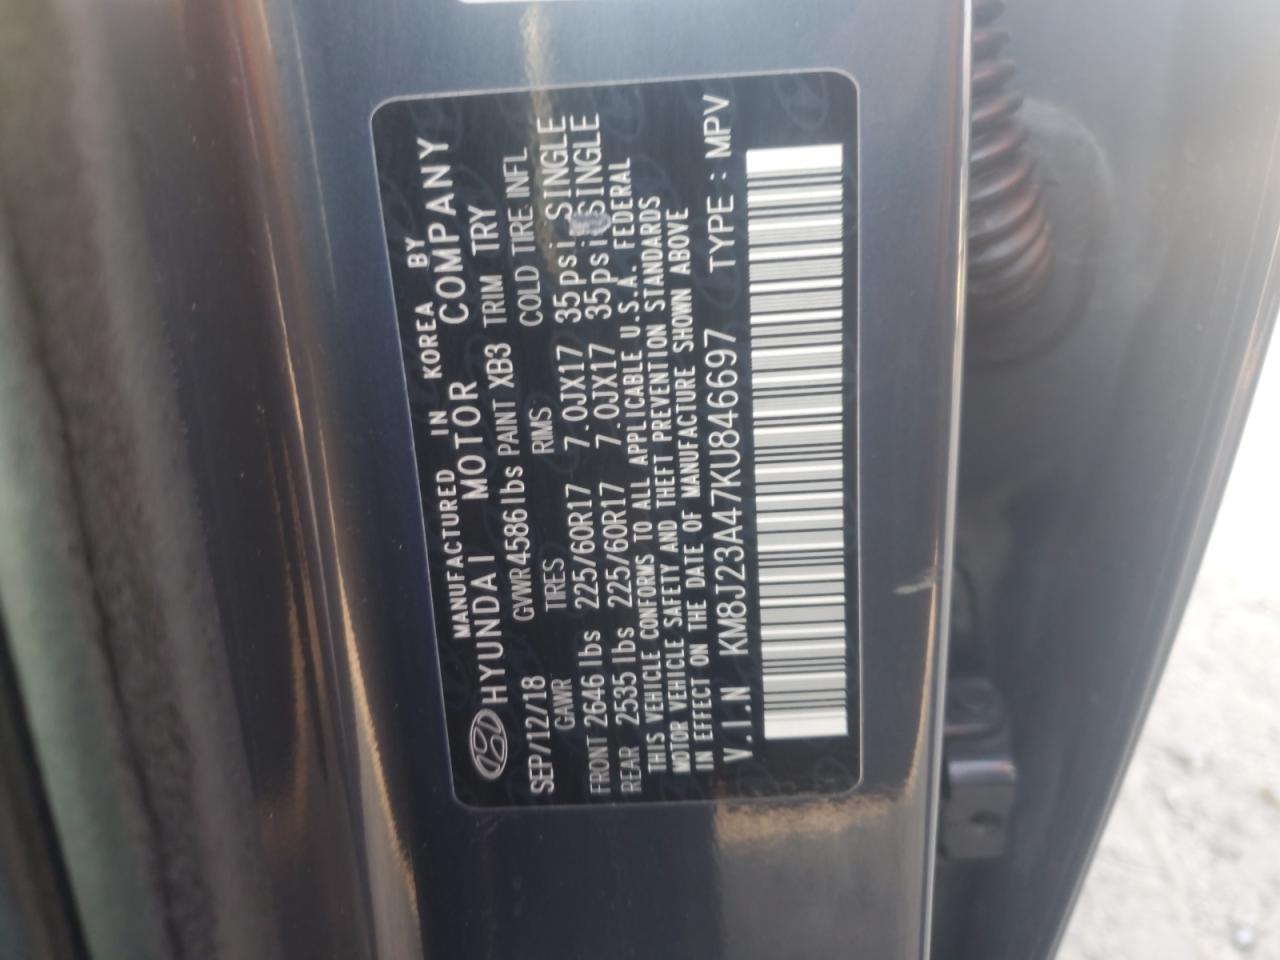 MANUFACTURED IN KOREA BY
HYUNDAI MOTOR COMPANY
SEP/12/18 GVWR 4586 lbs PAINT XB3 TRIM TRY
GAWR TIRES RIMS COLD TIRE INFL
FRONT 2646 lbs 225/60R17 7.0JX17 35psi SINGLE
REAR 2535 lbs 225/60R17 7.0JX17 35psi SINGLE
THIS VEHICLE CONFORMS TO ALL APPLICABLE U.S.A. FEDERAL
MOTOR VEHICLE SAFETY AND THEFT PREVENTION STANDARDS
IN EFFECT ON THE DATE OF MANUFACTURE SHOWN ABOVE
V.I.N KM8J23A47KU846697 TYPE : MPV